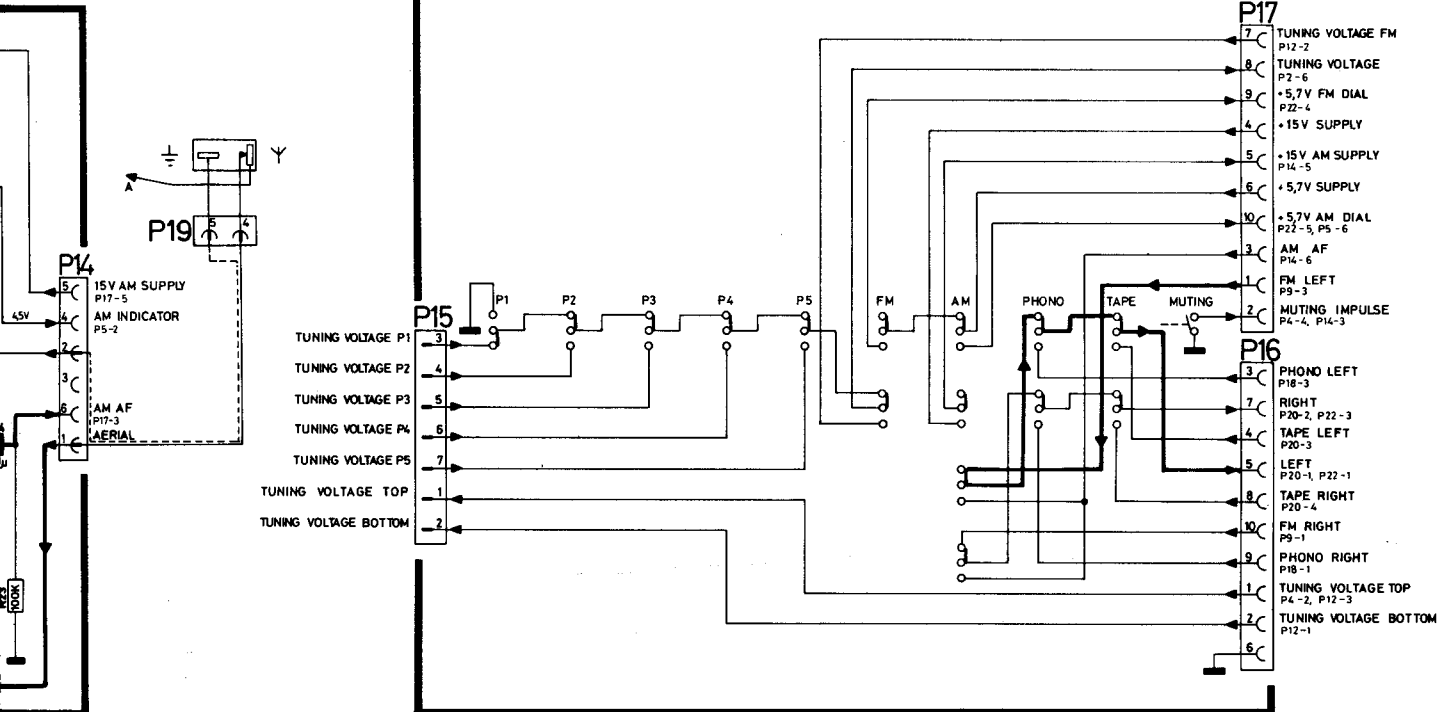 P17
7 TUNING VOLTAGE FM
P12-2
8 TUNING VOLTAGE
P2-6
9 +5,7V FM DIAL
P22-4
4 +15V SUPPLY
5 +15V AM SUPPLY
P14-5
6 +5,7V SUPPLY
10 +5,7V AM DIAL
P22-5, P5-6
3 AM AF
P14-6
1 FM LEFT
P9-3
2 MUTING IMPULSE
P4-4, P14-3
P16
3 PHONO LEFT
P18-3
7 RIGHT
P20-2, P22-3
4 TAPE LEFT
P20-3
5 LEFT
P20-1, P22-1
8 TAPE RIGHT
P20-4
10 FM RIGHT
P9-1
9 PHONO RIGHT
P18-1
1 TUNING VOLTAGE TOP
P4-2, P12-3
2 TUNING VOLTAGE BOTTOM
P12-1
6
P1 P2 P3 P4 P5 FM AM PHONO TAPE MUTING
P15
TUNING VOLTAGE P1 3
TUNING VOLTAGE P2 4
TUNING VOLTAGE P3 5
TUNING VOLTAGE P4 6
TUNING VOLTAGE P5 7
TUNING VOLTAGE TOP 1
TUNING VOLTAGE BOTTOM 2
A
P19
5 4
P14
5 15V AM SUPPLY
P17-5
4,5V
4 AM INDICATOR
P5-2
2
3
6 AM AF
P17-3
1 AERIAL
R23
100K